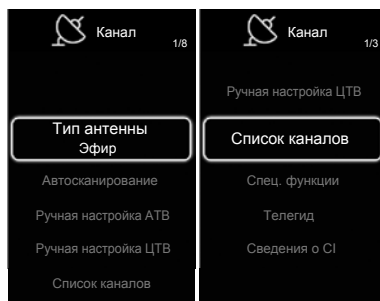 Канал
1/8
Тип антенны
Эфир
Автосканирование
Ручная настройка АТВ
Ручная настройка ЦТВ
Список каналов
Канал
1/3
Ручная настройка ЦТВ
Список каналов
Спец. функции
Телегид
Сведения о CI